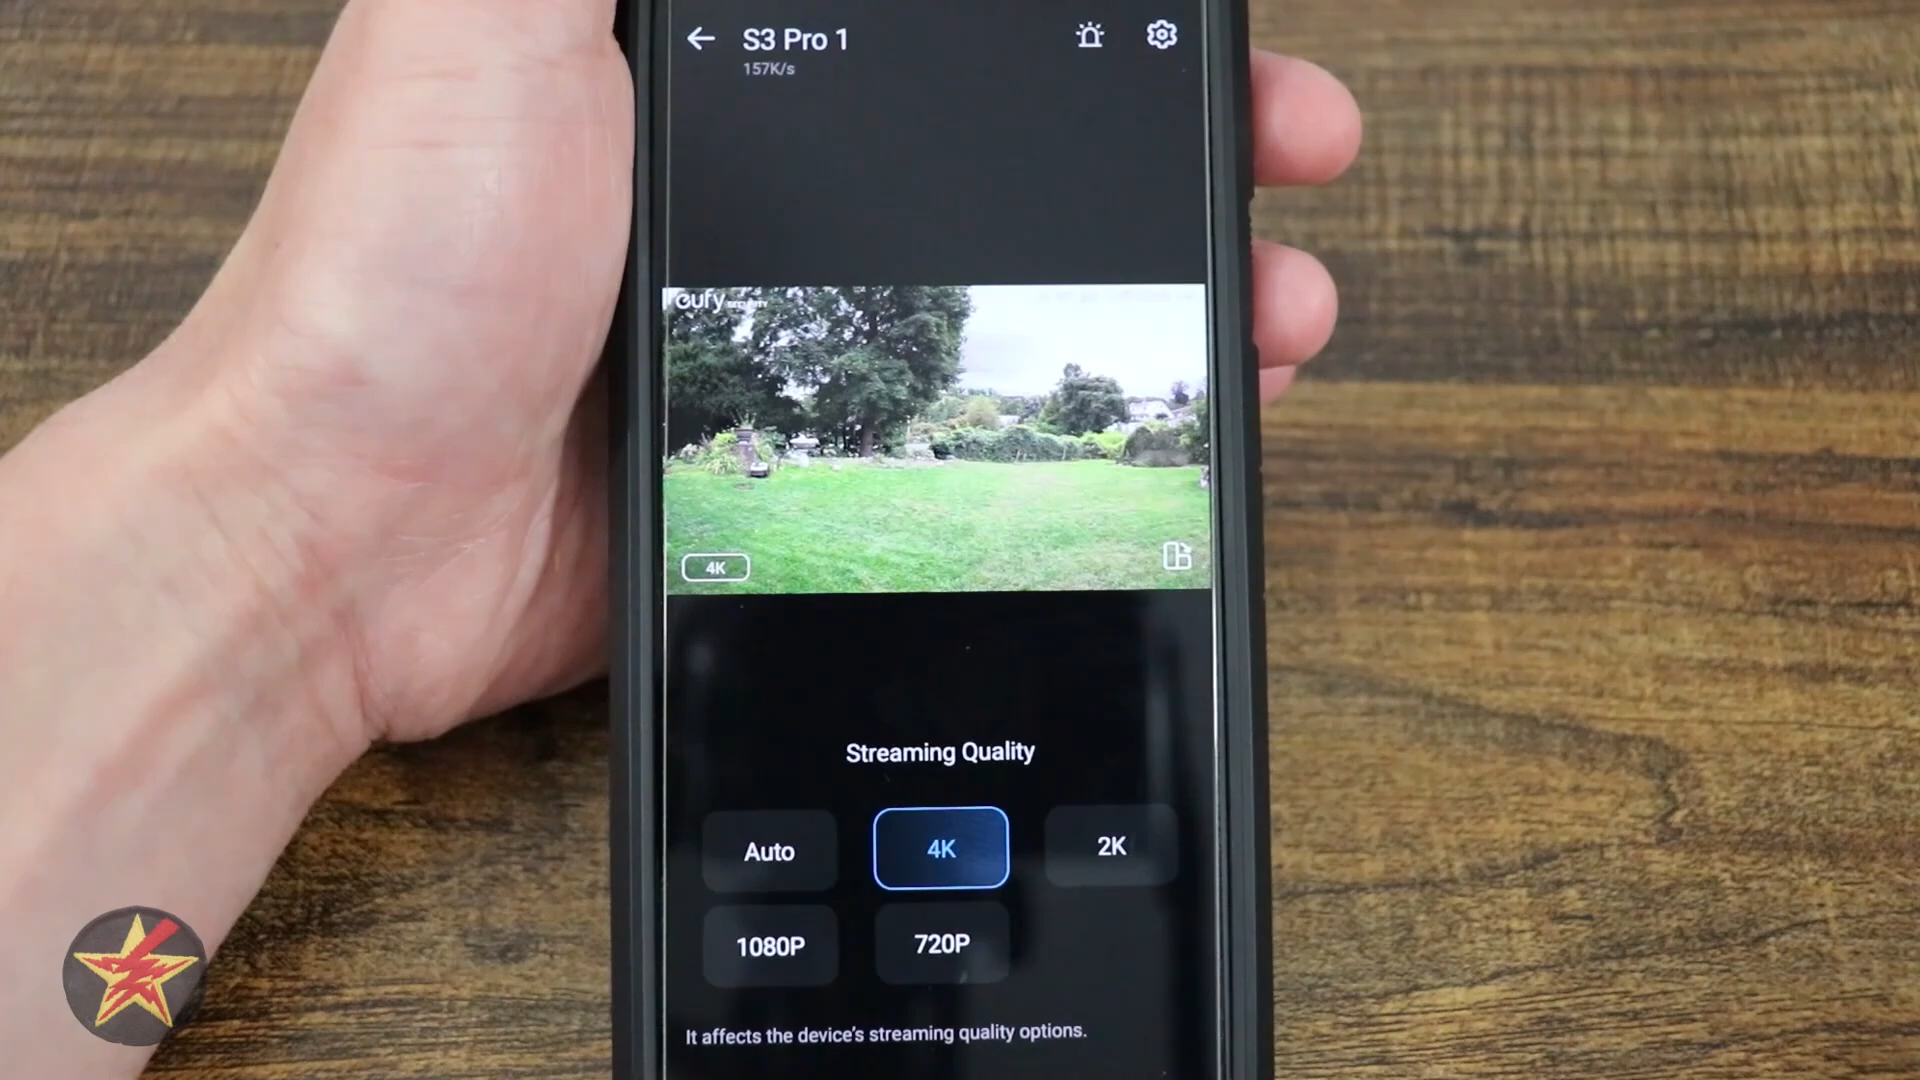 S3 Pro 1
157K/s
eufy SECURITY
4K
Streaming Quality
Auto
4K
2K
1080P
720P
It affects the device's streaming quality options.